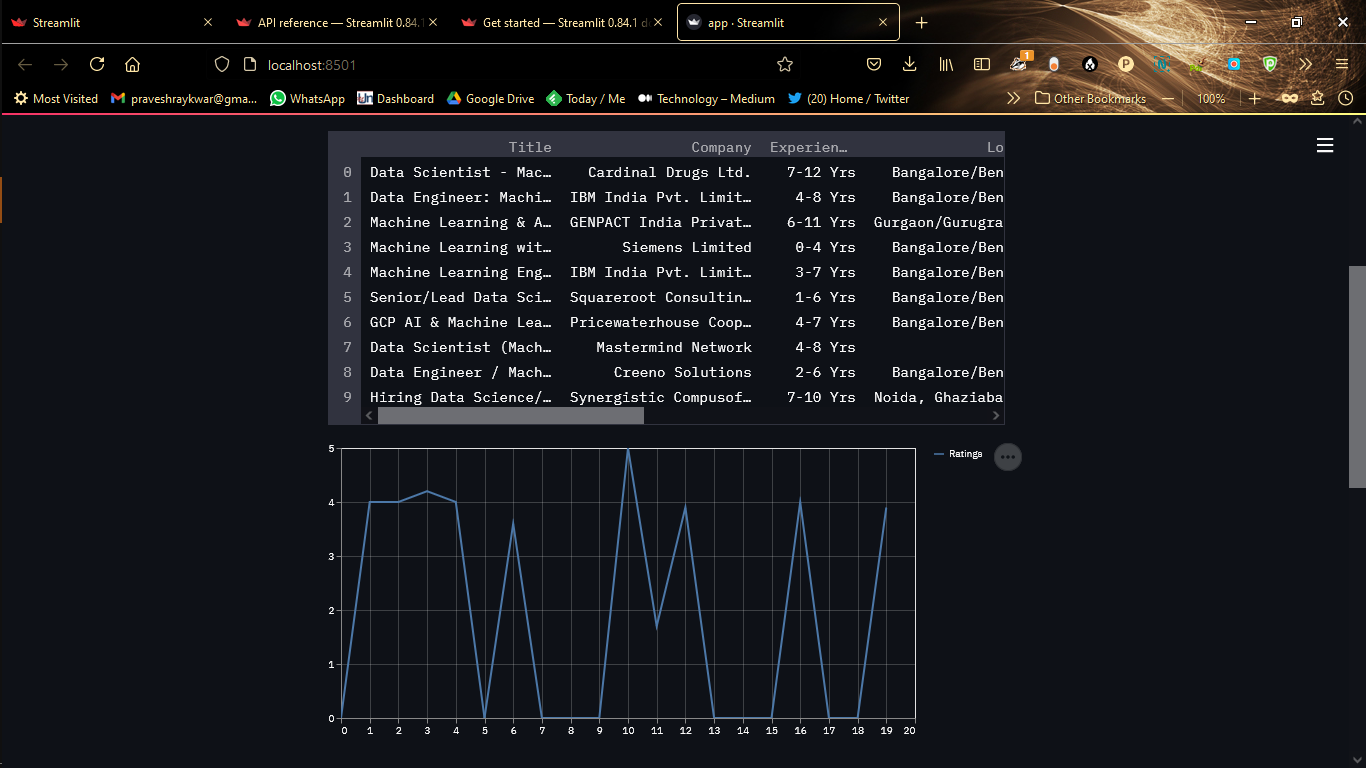 Streamlit
API reference — Streamlit 0.84.1
Get started — Streamlit 0.84.1 d
app · Streamlit
localhost:8501
1
Most Visited
praveshraykwar@gma...
WhatsApp
Dashboard
Google Drive
Today / Me
Technology – Medium
(20) Home / Twitter
Other Bookmarks
100%
Title Company Experien… Lo
0 Data Scientist - Mac… Cardinal Drugs Ltd. 7-12 Yrs Bangalore/Ben
1 Data Engineer: Machi… IBM India Pvt. Limit… 4-8 Yrs Bangalore/Ben
2 Machine Learning & A… GENPACT India Privat… 6-11 Yrs Gurgaon/Gurugra
3 Machine Learning wit… Siemens Limited 0-4 Yrs Bangalore/Ben
4 Machine Learning Eng… IBM India Pvt. Limit… 3-7 Yrs Bangalore/Ben
5 Senior/Lead Data Sci… Squareroot Consultin… 1-6 Yrs Bangalore/Ben
6 GCP AI & Machine Lea… Pricewaterhouse Coop… 4-7 Yrs Bangalore/Ben
7 Data Scientist (Mach… Mastermind Network 4-8 Yrs
8 Data Engineer / Mach… Creeno Solutions 2-6 Yrs Bangalore/Ben
9 Hiring Data Science/… Synergistic Compusof… 7-10 Yrs Noida, Ghaziaba
Ratings
5
4
3
2
1
0
0 1 2 3 4 5 6 7 8 9 10 11 12 13 14 15 16 17 18 19 20